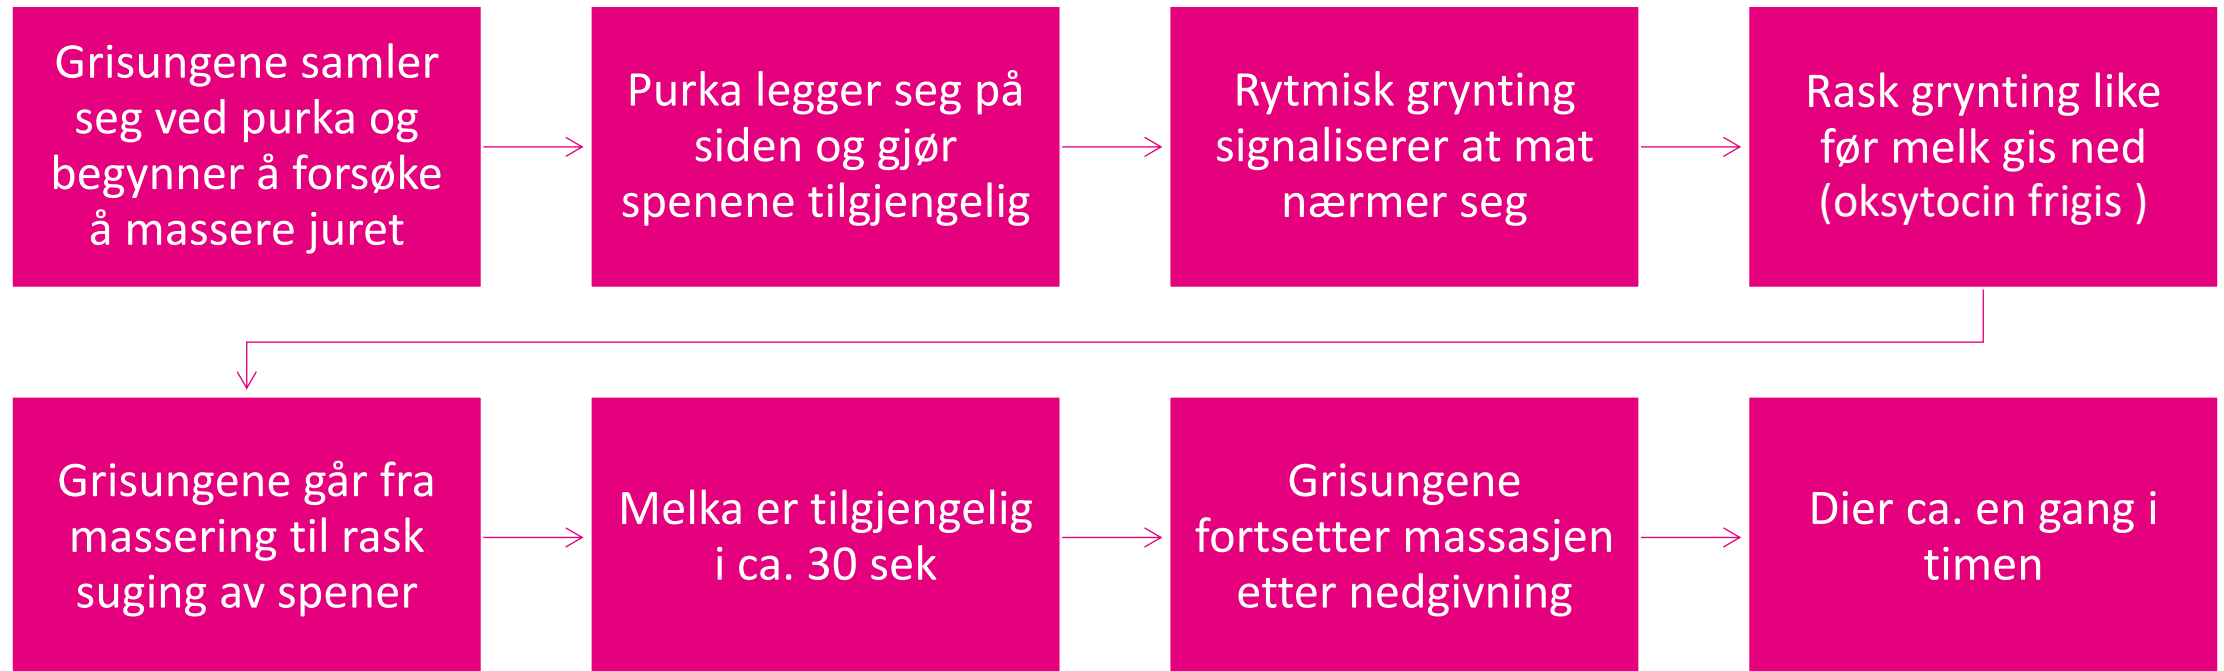 Grisungene samler
seg ved purka og
begynner å forsøke
å massere juret
Purka legger seg på
siden og gjør
spenene tilgjengelig
Rytmisk grynting
signaliserer at mat
nærmer seg
Rask grynting like
før melk gis ned
(oksytocin frigis )
Grisungene går fra
massering til rask
suging av spener
Melka er tilgjengelig
i ca. 30 sek
Grisungene
fortsetter massasjen
etter nedgivning
Dier ca. en gang i
timen